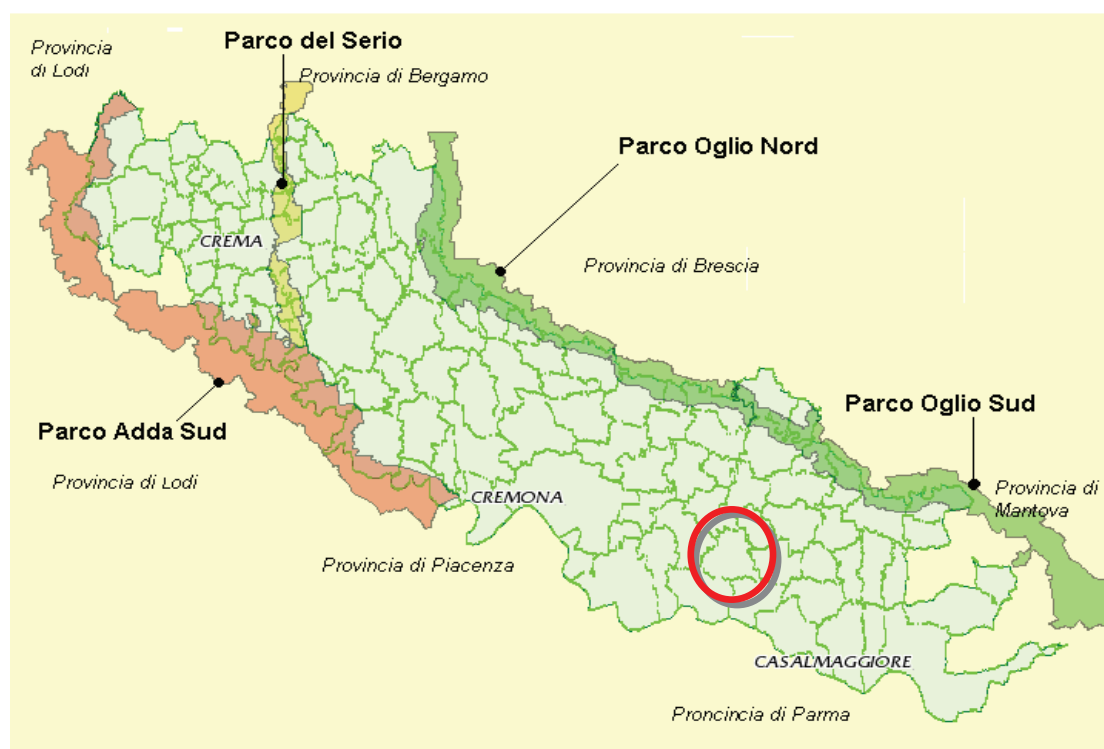 Provincia
di Lodi
Parco del Serio
Provincia di Bergamo
Parco Oglio Nord
CREMA
Provincia di Brescia
Parco Oglio Sud
Parco Adda Sud
Provincia di Lodi
CREMONA
Provincia di
Mantova
Provincia di Piacenza
CASALMAGGIORE
Proncincia di Parma